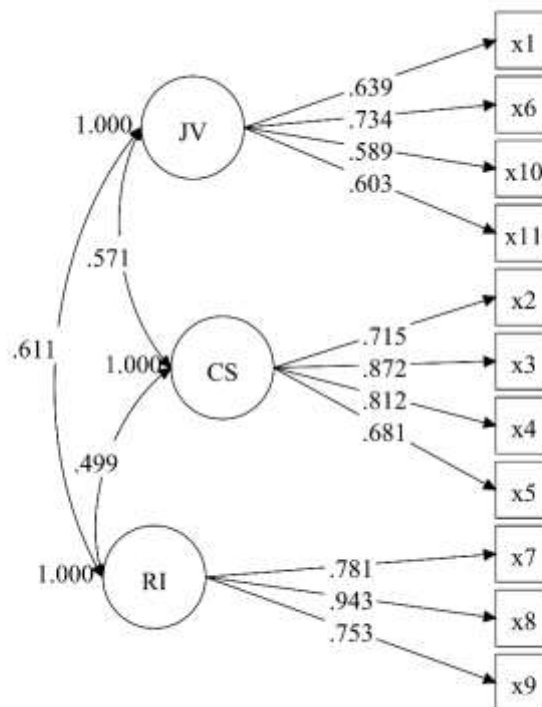 x1
.639
x6
1.000
JV
.734
.589
x10
.603
x11
.571
x2
.715
.611
1.000
CS
.872
x3
.812
x4
.681
.499
x5
x7
.781
1.000
RI
.943
x8
.753
x9